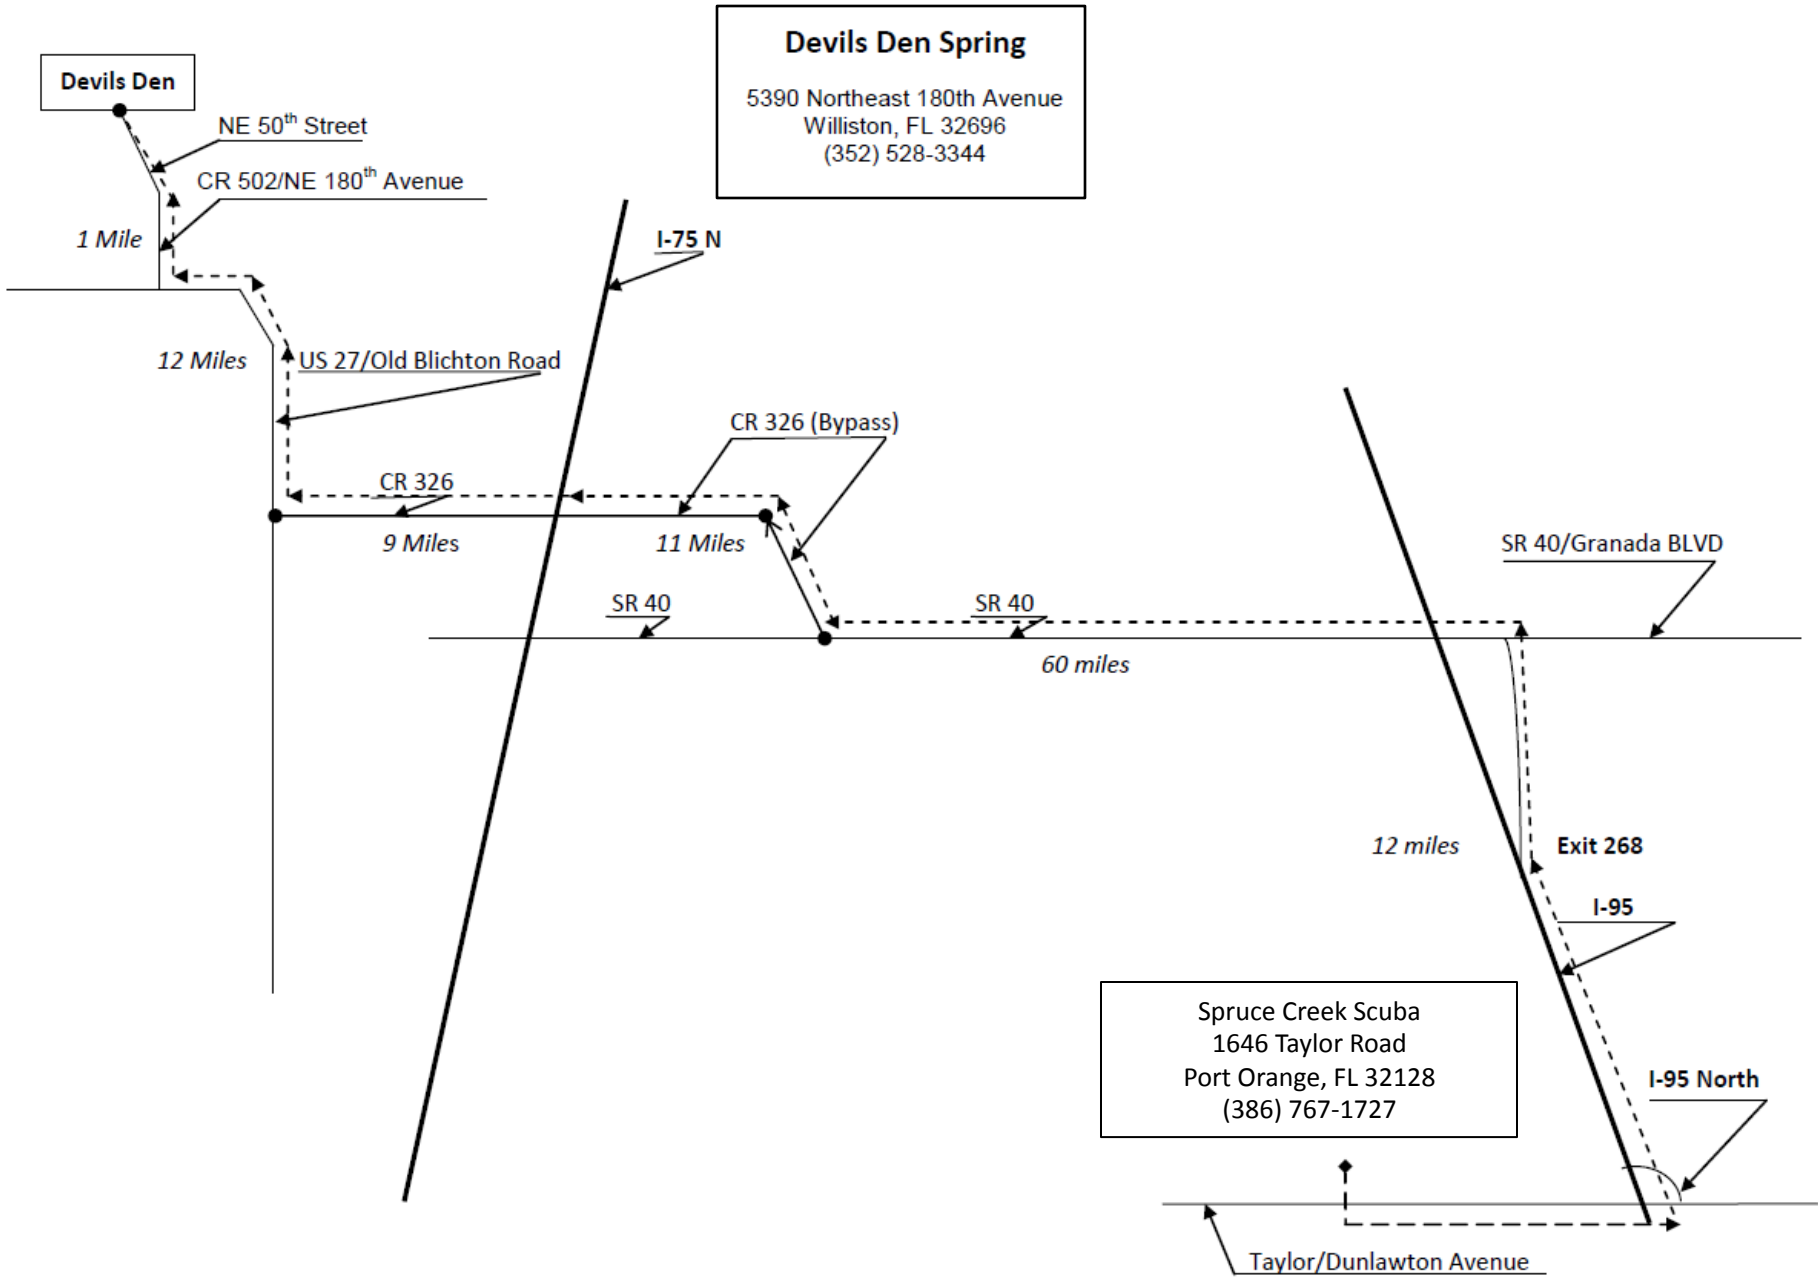 Devils Den Spring
5390 Northeast 180th Avenue
Williston, FL 32696
(352) 528-3344
Devils Den
NE 50th Street
CR 502/NE 180th Avenue
1 Mile
I-75 N
12 Miles
US 27/Old Blichton Road
CR 326 (Bypass)
CR 326
9 Miles
11 Miles
SR 40/Granada BLVD
SR 40
SR 40
60 miles
12 miles
Exit 268
I-95
Spruce Creek Scuba
1646 Taylor Road
Port Orange, FL 32128
(386) 767-1727
I-95 North
Taylor/Dunlawton Avenue